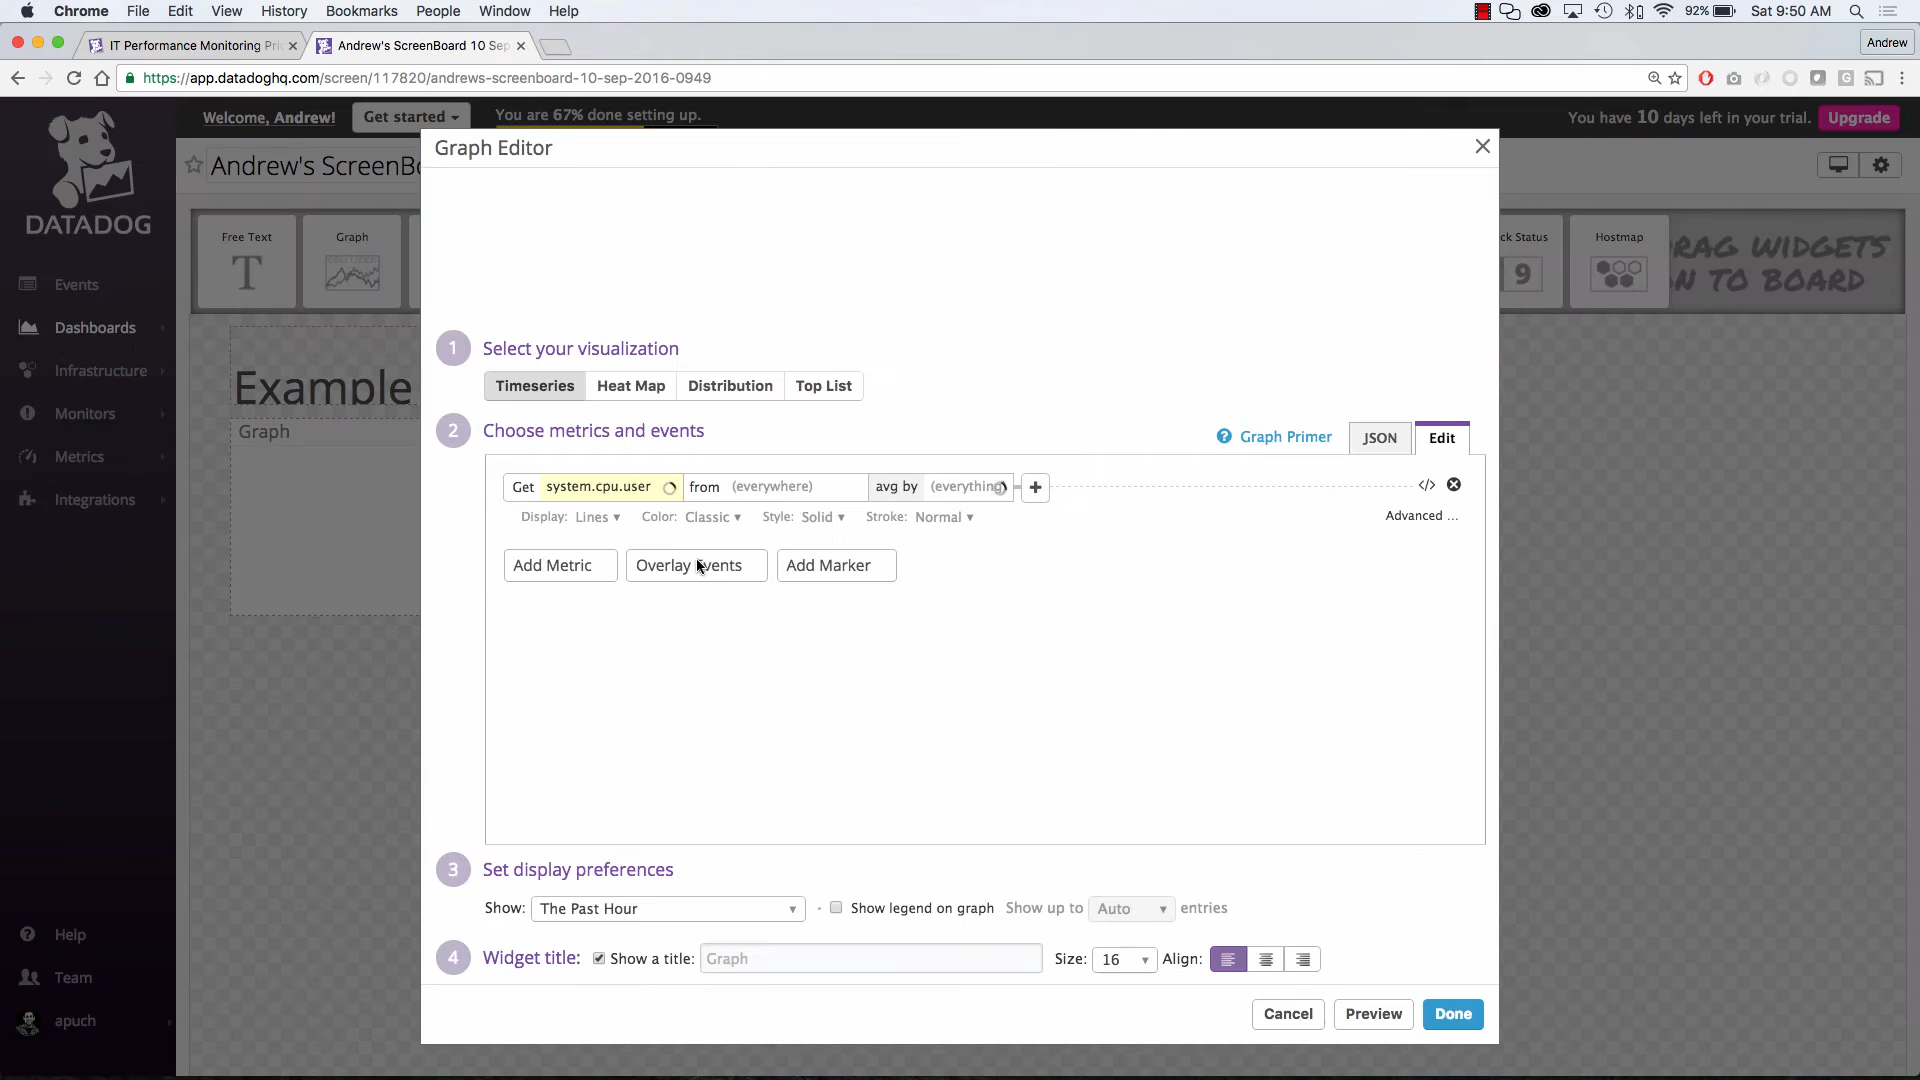 Chrome File Edit View History Bookmarks People Window Help 92% Sat 9:50 AM
IT Performance Monitoring Pri
Andrew's ScreenBoard 10 Sep
Andrew
https://app.datadoghq.com/screen/117820/andrews-screenboard-10-sep-2016-0949
Welcome, Andrew!
Get started
You are 67% done setting up.
You have 10 days left in your trial.
Upgrade
DATADOG
Events
Dashboards
Infrastructure
Monitors
Metrics
Integrations
Help
Team
apuch
Andrew's ScreenBo
Free Text
T
Graph
ck Status
9
Hostmap
RAG WIDGETS
N TO BOARD
Example
Graph
Graph Editor
1 Select your visualization
Timeseries Heat Map Distribution Top List
2 Choose metrics and events
? Graph Primer JSON Edit
Get system.cpu.user from (everywhere) avg by (everything +
</>
Display: Lines Color: Classic Style: Solid Stroke: Normal
Advanced ...
Add Metric Overlay Events Add Marker
3 Set display preferences
Show: The Past Hour Show legend on graph Show up to Auto entries
4 Widget title: Show a title: Graph Size: 16 Align:
Cancel Preview Done